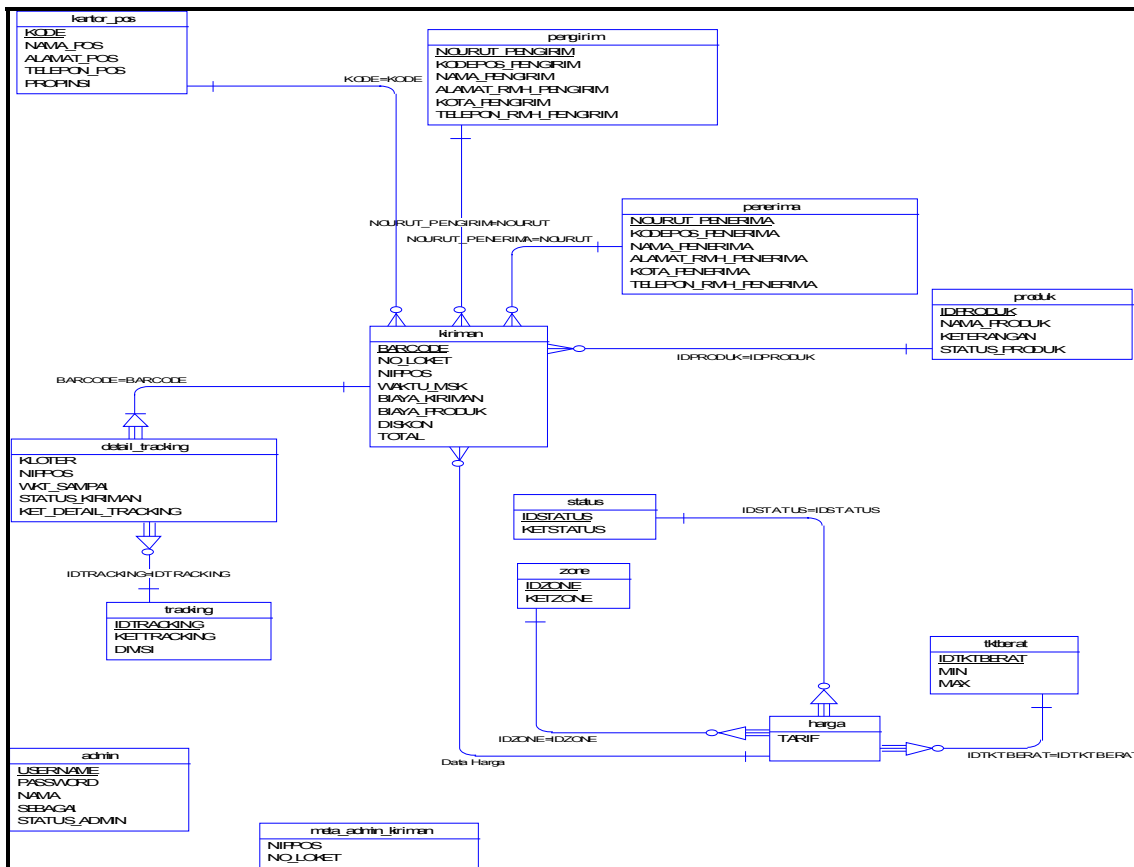 kantor_pos
KODE
NAMA_POS
ALAMAT_POS
TELEPON_POS
PROPINSI
KODE=KODE
pengirim
NOURUT_PENGIRIM
KODEPOS_PENGIRIM
NAMA_PENGIRIM
ALAMAT_RMH_PENGIRIM
KOTA_PENGIRIM
TELEPON_RMH_PENGIRIM
NOURUT_PENGIRIM=NOURUT
NOURUT_PENERIMA=NOURUT
penerima
NOURUT_PENERIMA
KODEPOS_PENERIMA
NAMA_PENERIMA
ALAMAT_RMH_PENERIMA
KOTA_PENERIMA
TELEPON_RMH_PENERIMA
produk
IDPRODUK
NAMA_PRODUK
KETERANGAN
STATUS_PRODUK
IDPRODUK=IDPRODUK
kiriman
BARCODE
NO_LOKET
NIPPOS
WAKTU_MSK
BIAYA_KIRIMAN
BIAYA_PRODUK
DISKON
TOTAL
BARCODE=BARCODE
detail_tracking
KLOTER
NIPPOS
WKT_SAMPAI
STATUS_KIRIMAN
KET_DETAIL_TRACKING
IDTRACKING=IDTRACKING
tracking
IDTRACKING
KETTRACKING
DIVISI
status
IDSTATUS
KETSTATUS
IDSTATUS=IDSTATUS
zone
IDZONE
KETZONE
IDZONE=IDZONE
Data Harga
harga
TARIF
tktberat
IDTKTBERAT
MIN
MAX
IDTKTBERAT=IDTKTBERAT
admin
USERNAME
PASSWORD
NAMA
SEBAGAI
STATUS_ADMIN
meta_admin_kiriman
NIPPOS
NO_LOKET